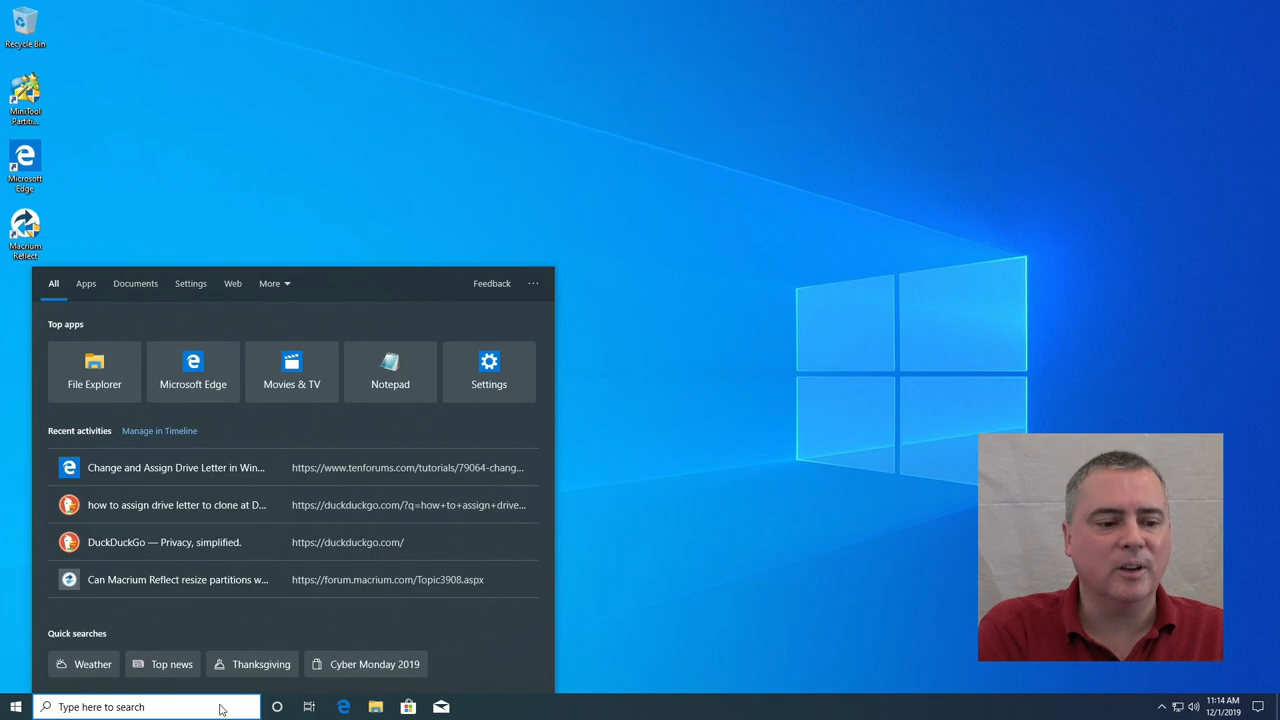 Recycle Bin
MiniTool
Partiti...
Microsoft
Edge
Macrium
Reflect
All Apps Documents Settings Web More Feedback ...
Top apps
File Explorer Microsoft Edge Movies & TV Notepad Settings
Recent activities Manage in Timeline
Change and Assign Drive Letter in Win... https://www.tenforums.com/tutorials/79064-chang...
how to assign drive letter to clone at D... https://duckduckgo.com/?q=how+to+assign+drive...
DuckDuckGo — Privacy, simplified. https://duckduckgo.com/
Can Macrium Reflect resize partitions w... https://forum.macrium.com/Topic3908.aspx
Quick searches
Weather Top news Thanksgiving Cyber Monday 2019
Type here to search
11:14 AM
12/1/2019